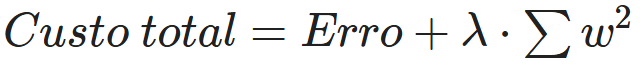 Custo total = Erro + λ · ∑ w²